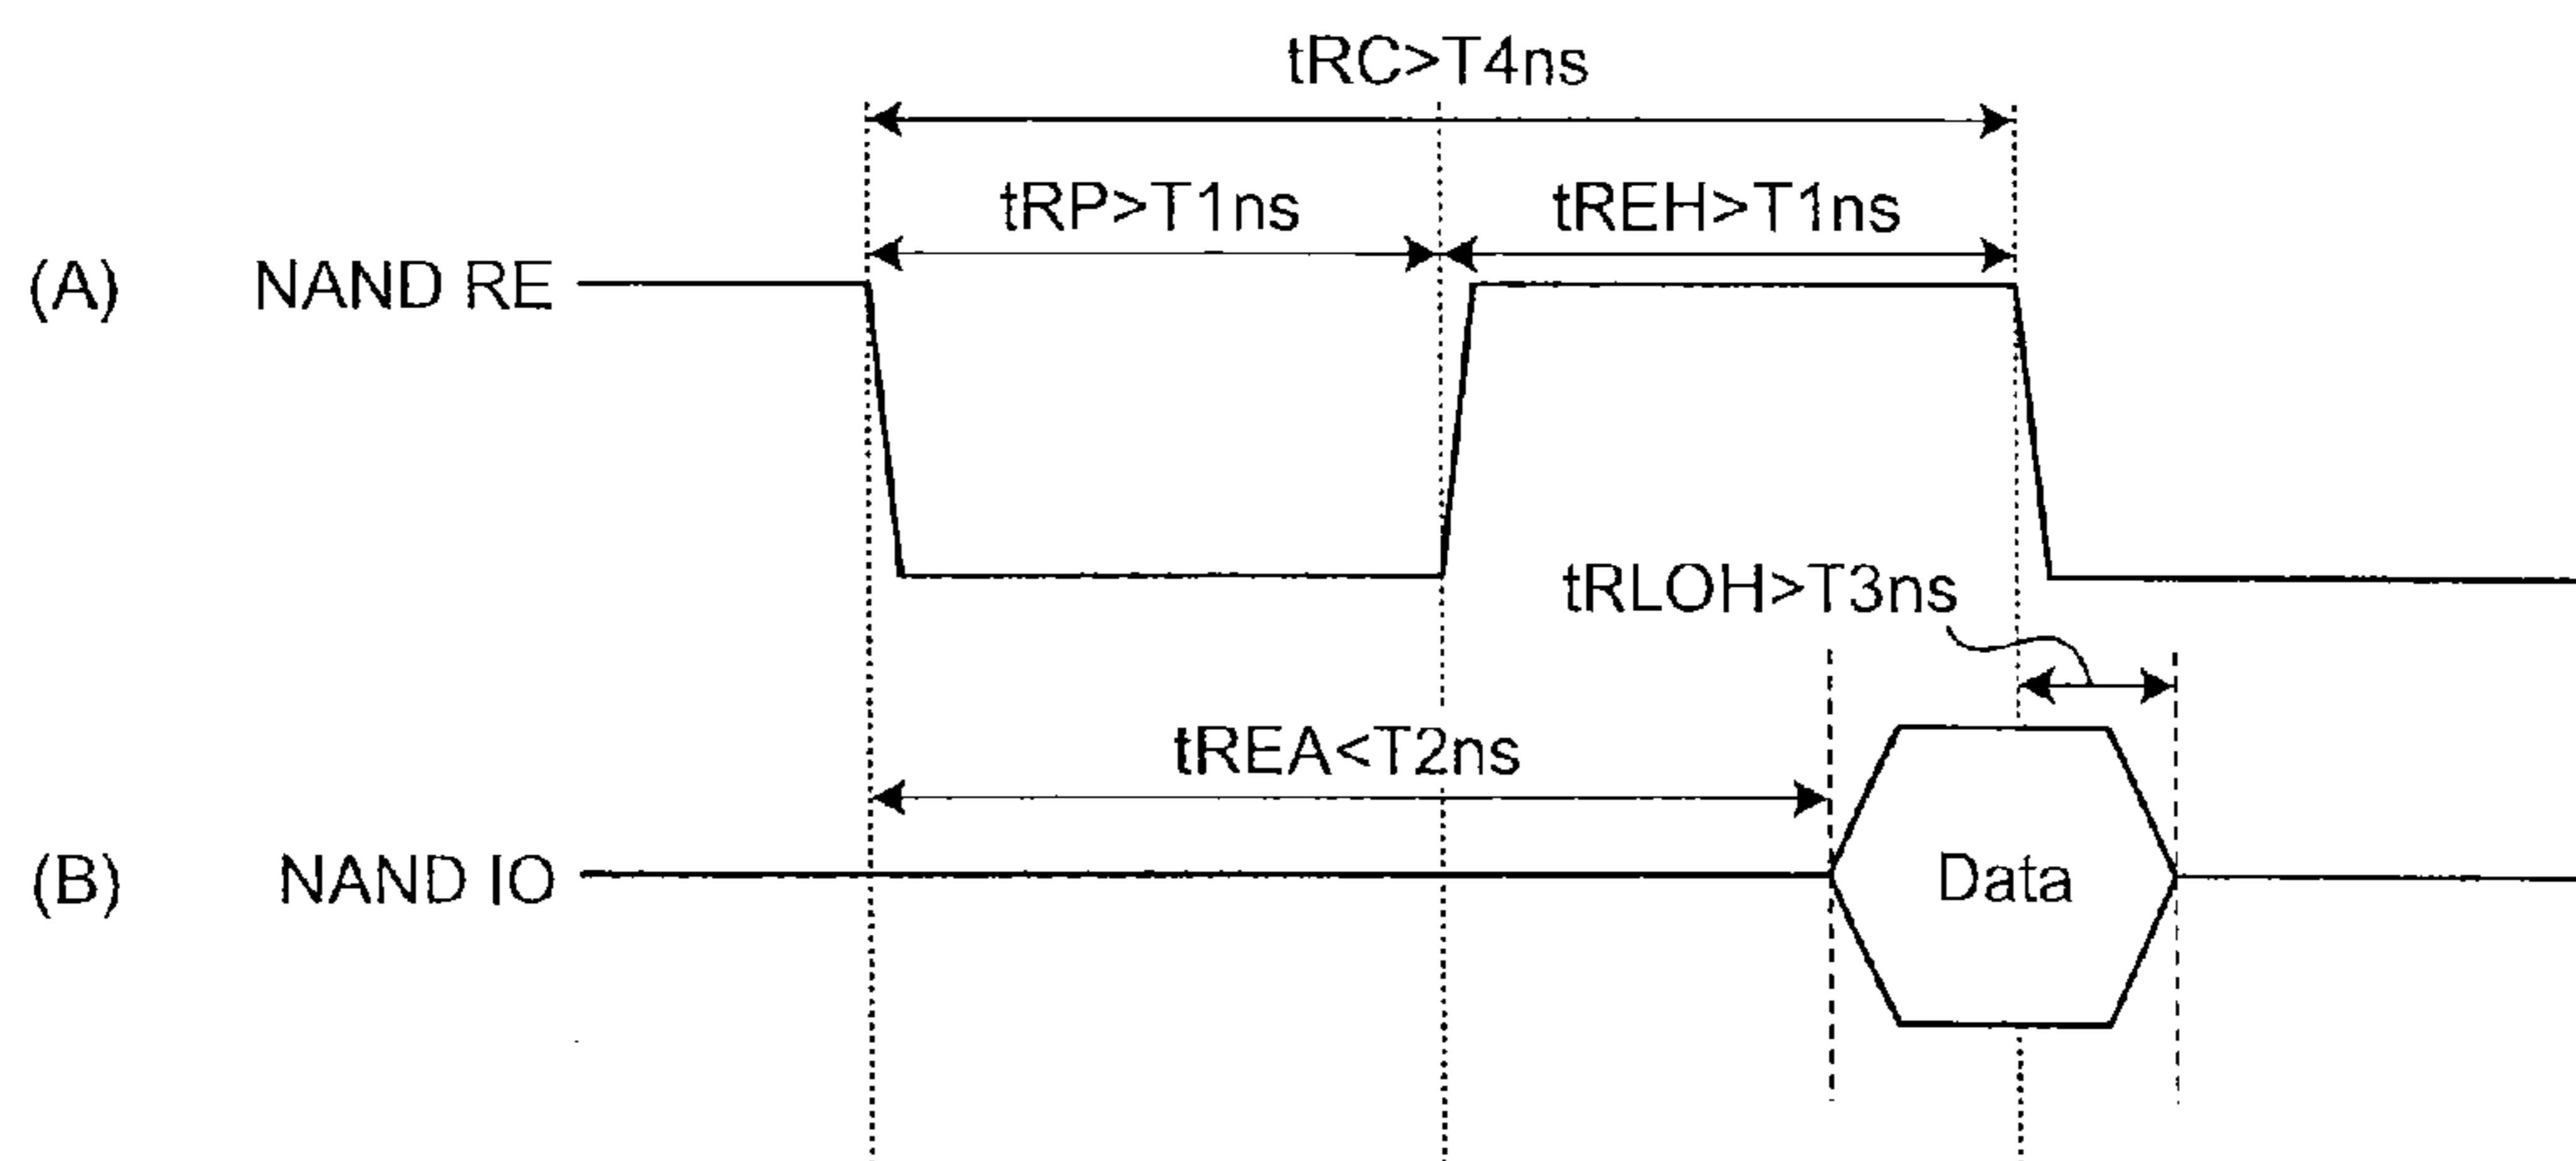 tRC>T4ns
tRP>T1ns
tREH>T1ns
(A) NAND RE
tRLOH>T3ns
tREA<T2ns
(B) NAND IO
Data